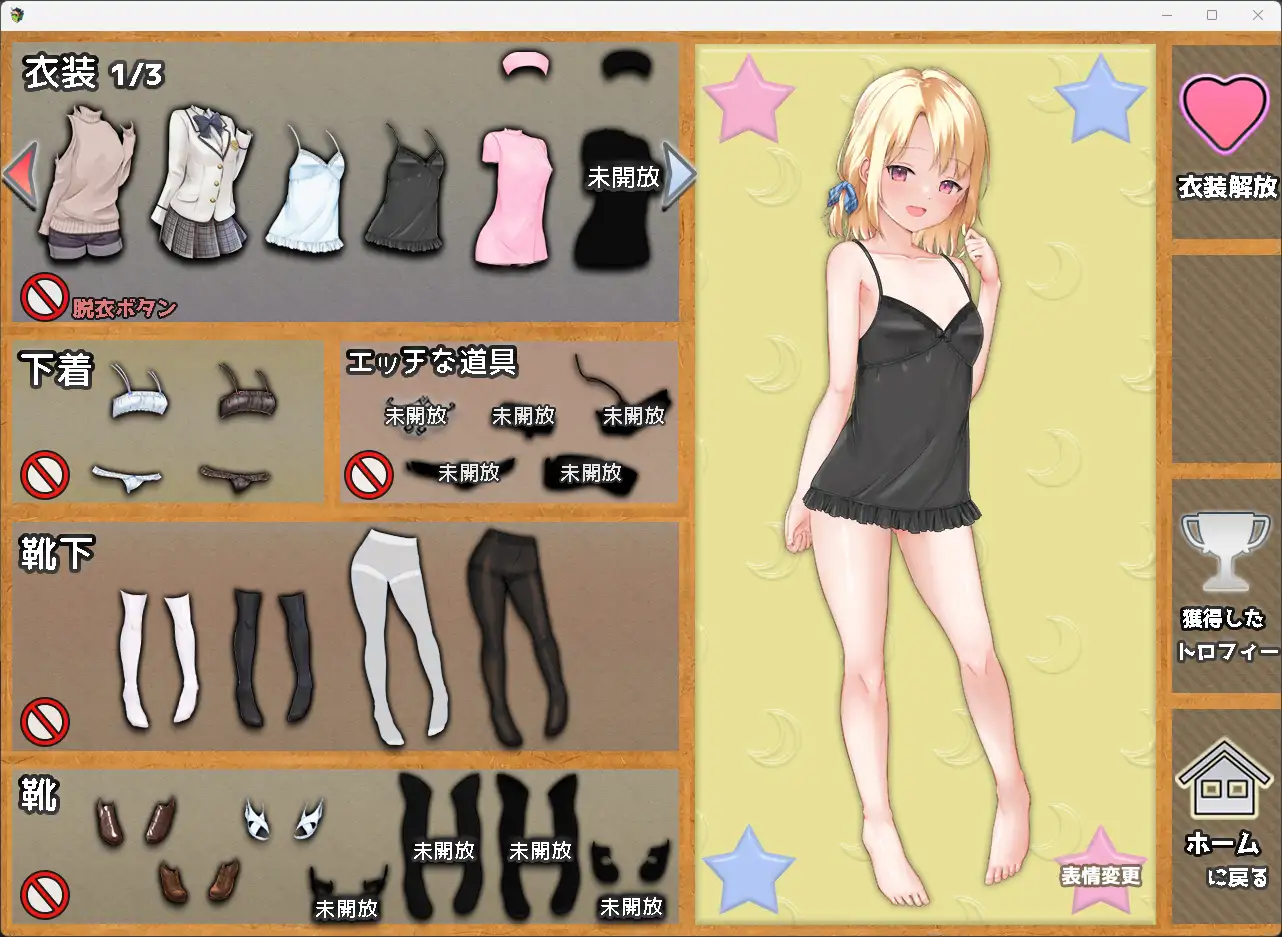 衣装 1/3
未開放
脱衣ボタン
下着
エッチな道具
未開放
未開放
未開放
未開放
未開放
靴下
靴
未開放
未開放
未開放
未開放
表情変更
衣装解放
獲得した
トロフィー
ホーム
に戻る